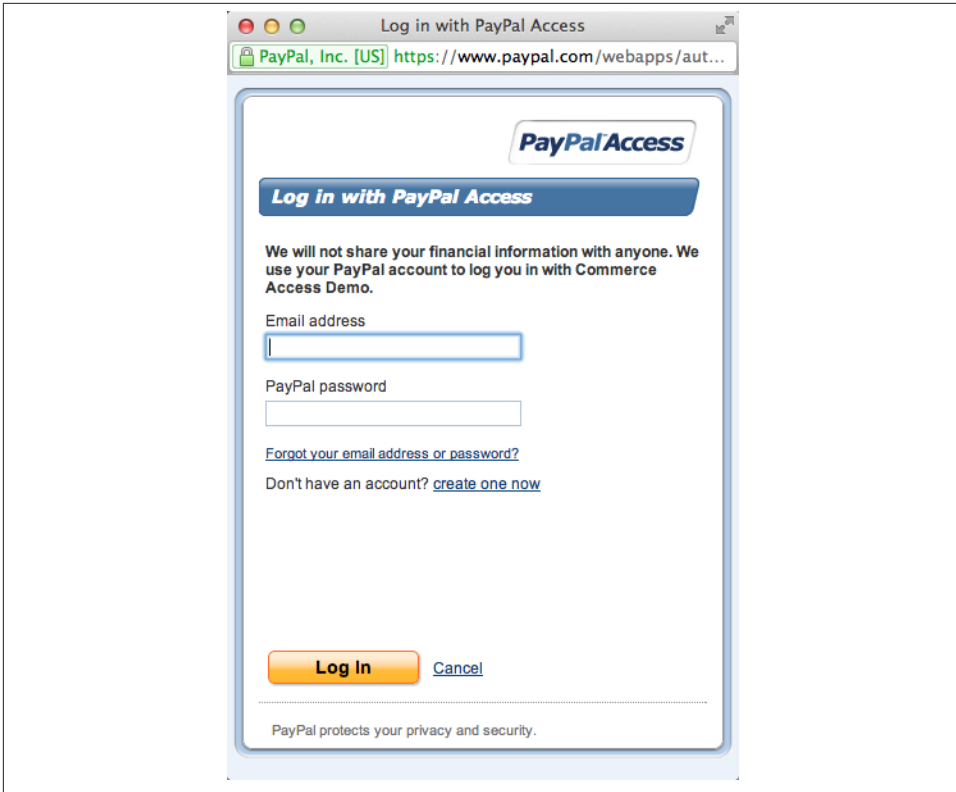 Log in with PayPal Access
PayPal, Inc. [US] https://www.paypal.com/webapps/aut...
PayPal Access
Log in with PayPal Access
We will not share your financial information with anyone. We
use your PayPal account to log you in with Commerce
Access Demo.
Email address
PayPal password
Forgot your email address or password?
Don't have an account? create one now
Log In Cancel
PayPal protects your privacy and security.